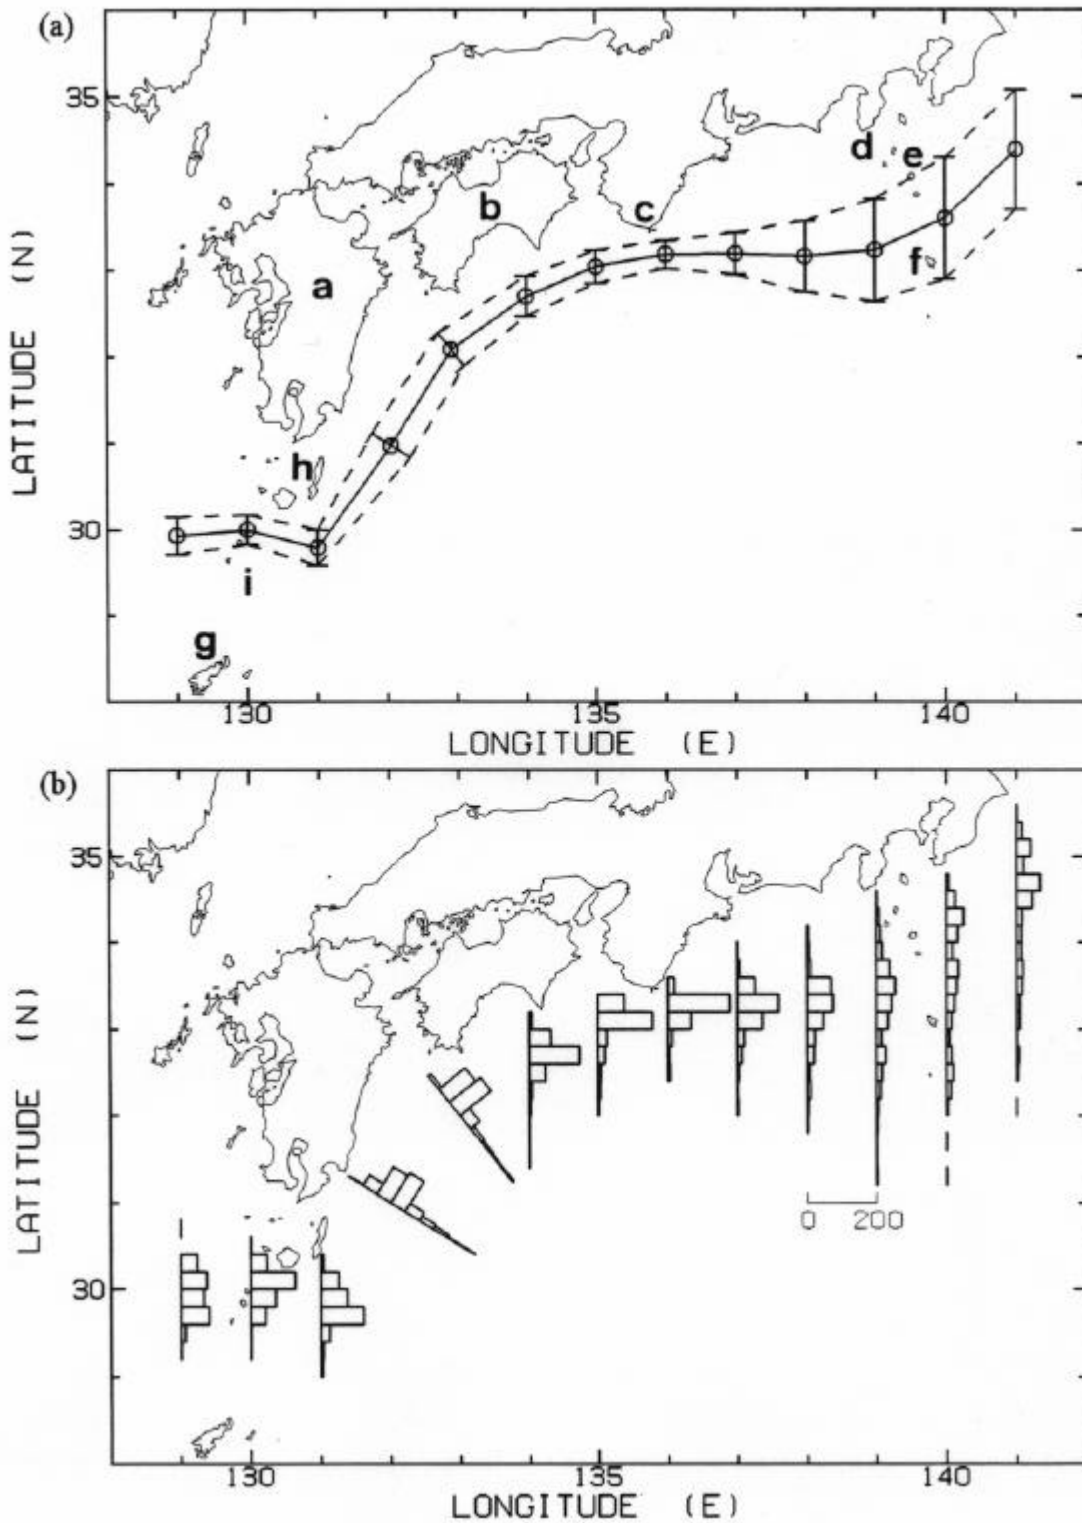 (a)
35
d
e
b
c
f
a
h
30
i
g
130
135
140
LATITUDE (N)
LONGITUDE (E)
(b)
35
0 200
30
130
135
140
LATITUDE (N)
LONGITUDE (E)